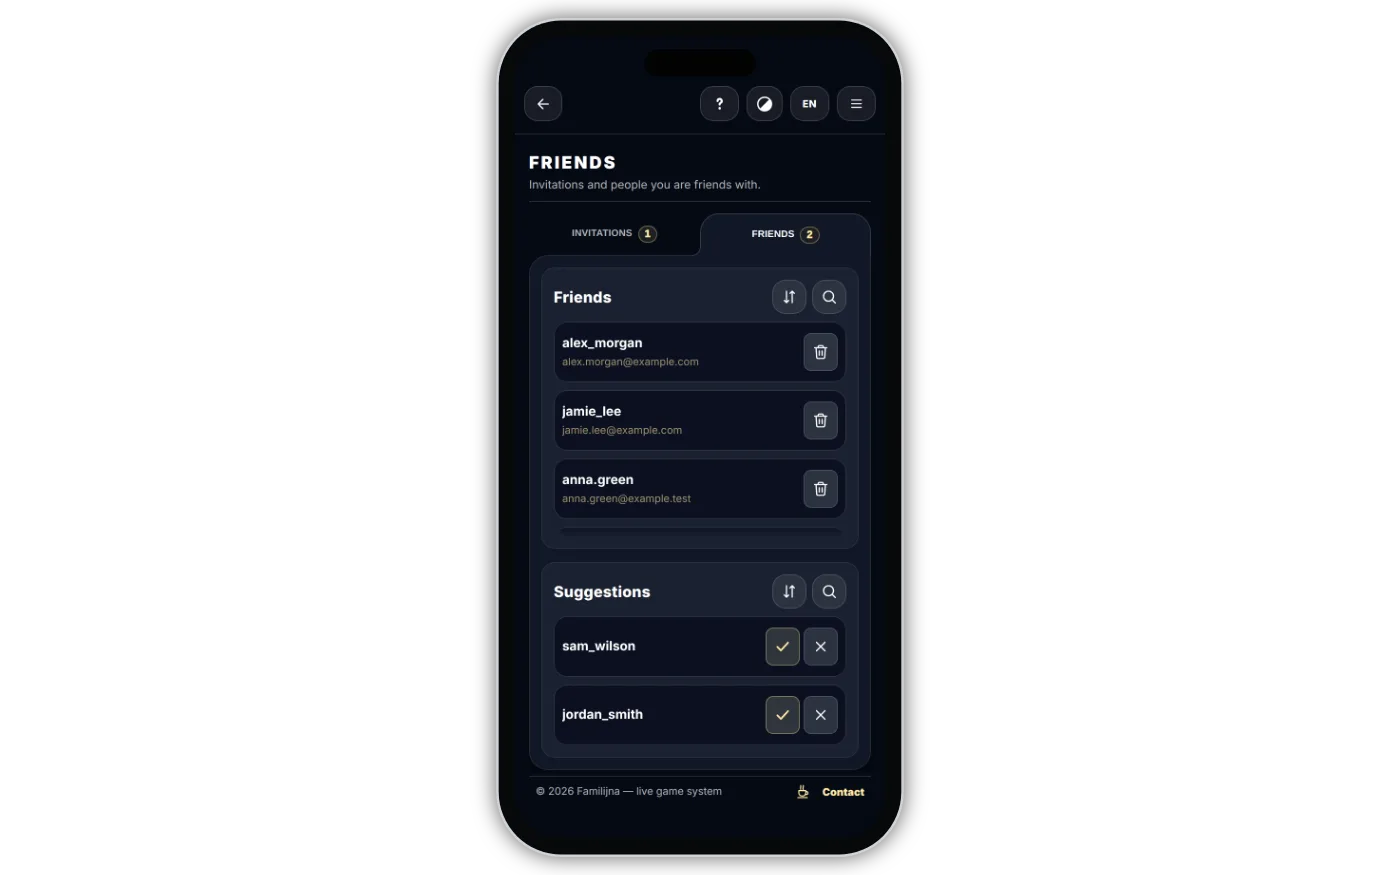 ?
EN
FRIENDS
Invitations and people you are friends with.
INVITATIONS 1
FRIENDS 2
Friends
alex_morgan
alex.morgan@example.com
jamie_lee
jamie.lee@example.com
anna.green
anna.green@example.test
Suggestions
sam_wilson
jordan_smith
© 2026 Familijna — live game system
Contact